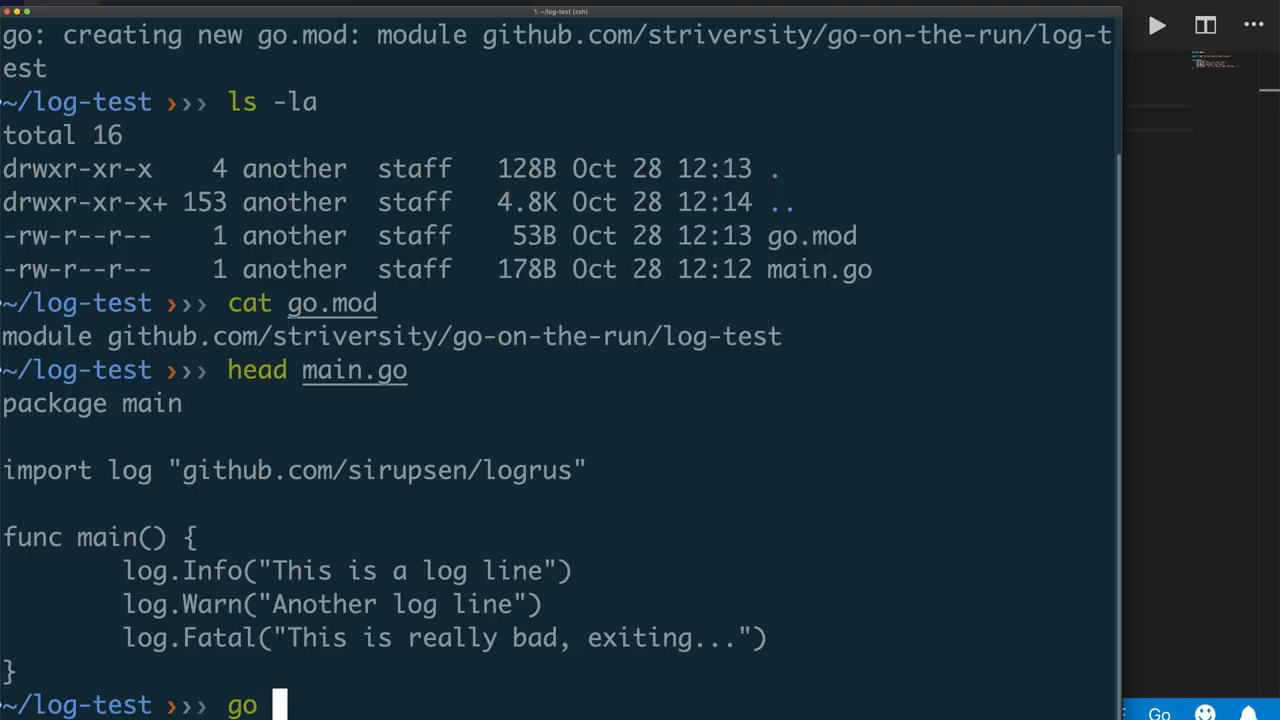 1. ~/log-test (zsh)
go: creating new go.mod: module github.com/striversity/go-on-the-run/log-t
est
~/log-test ❯❯❯ ls -la
total 16
drwxr-xr-x    4 another  staff   128B Oct 28 12:13 .
drwxr-xr-x+ 153 another  staff   4.8K Oct 28 12:14 ..
-rw-r--r--    1 another  staff    53B Oct 28 12:13 go.mod
-rw-r--r--    1 another  staff   178B Oct 28 12:12 main.go
~/log-test ❯❯❯ cat go.mod
module github.com/striversity/go-on-the-run/log-test
~/log-test ❯❯❯ head main.go
package main
import log "github.com/sirupsen/logrus"
func main() {
        log.Info("This is a log line")
        log.Warn("Another log line")
        log.Fatal("This is really bad, exiting...")
}
~/log-test ❯❯❯ go
Go